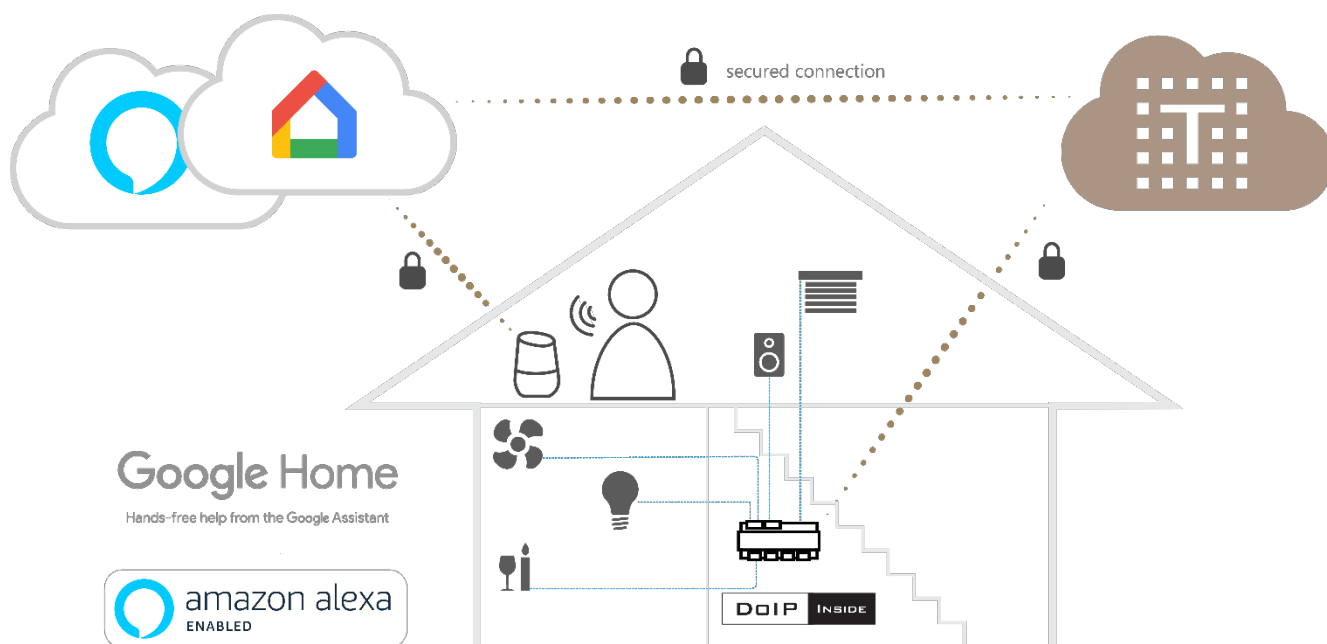 secured connection
T
Google Home
Hands-free help from the Google Assistant
amazon alexa
ENABLED
DoIP INSIDE